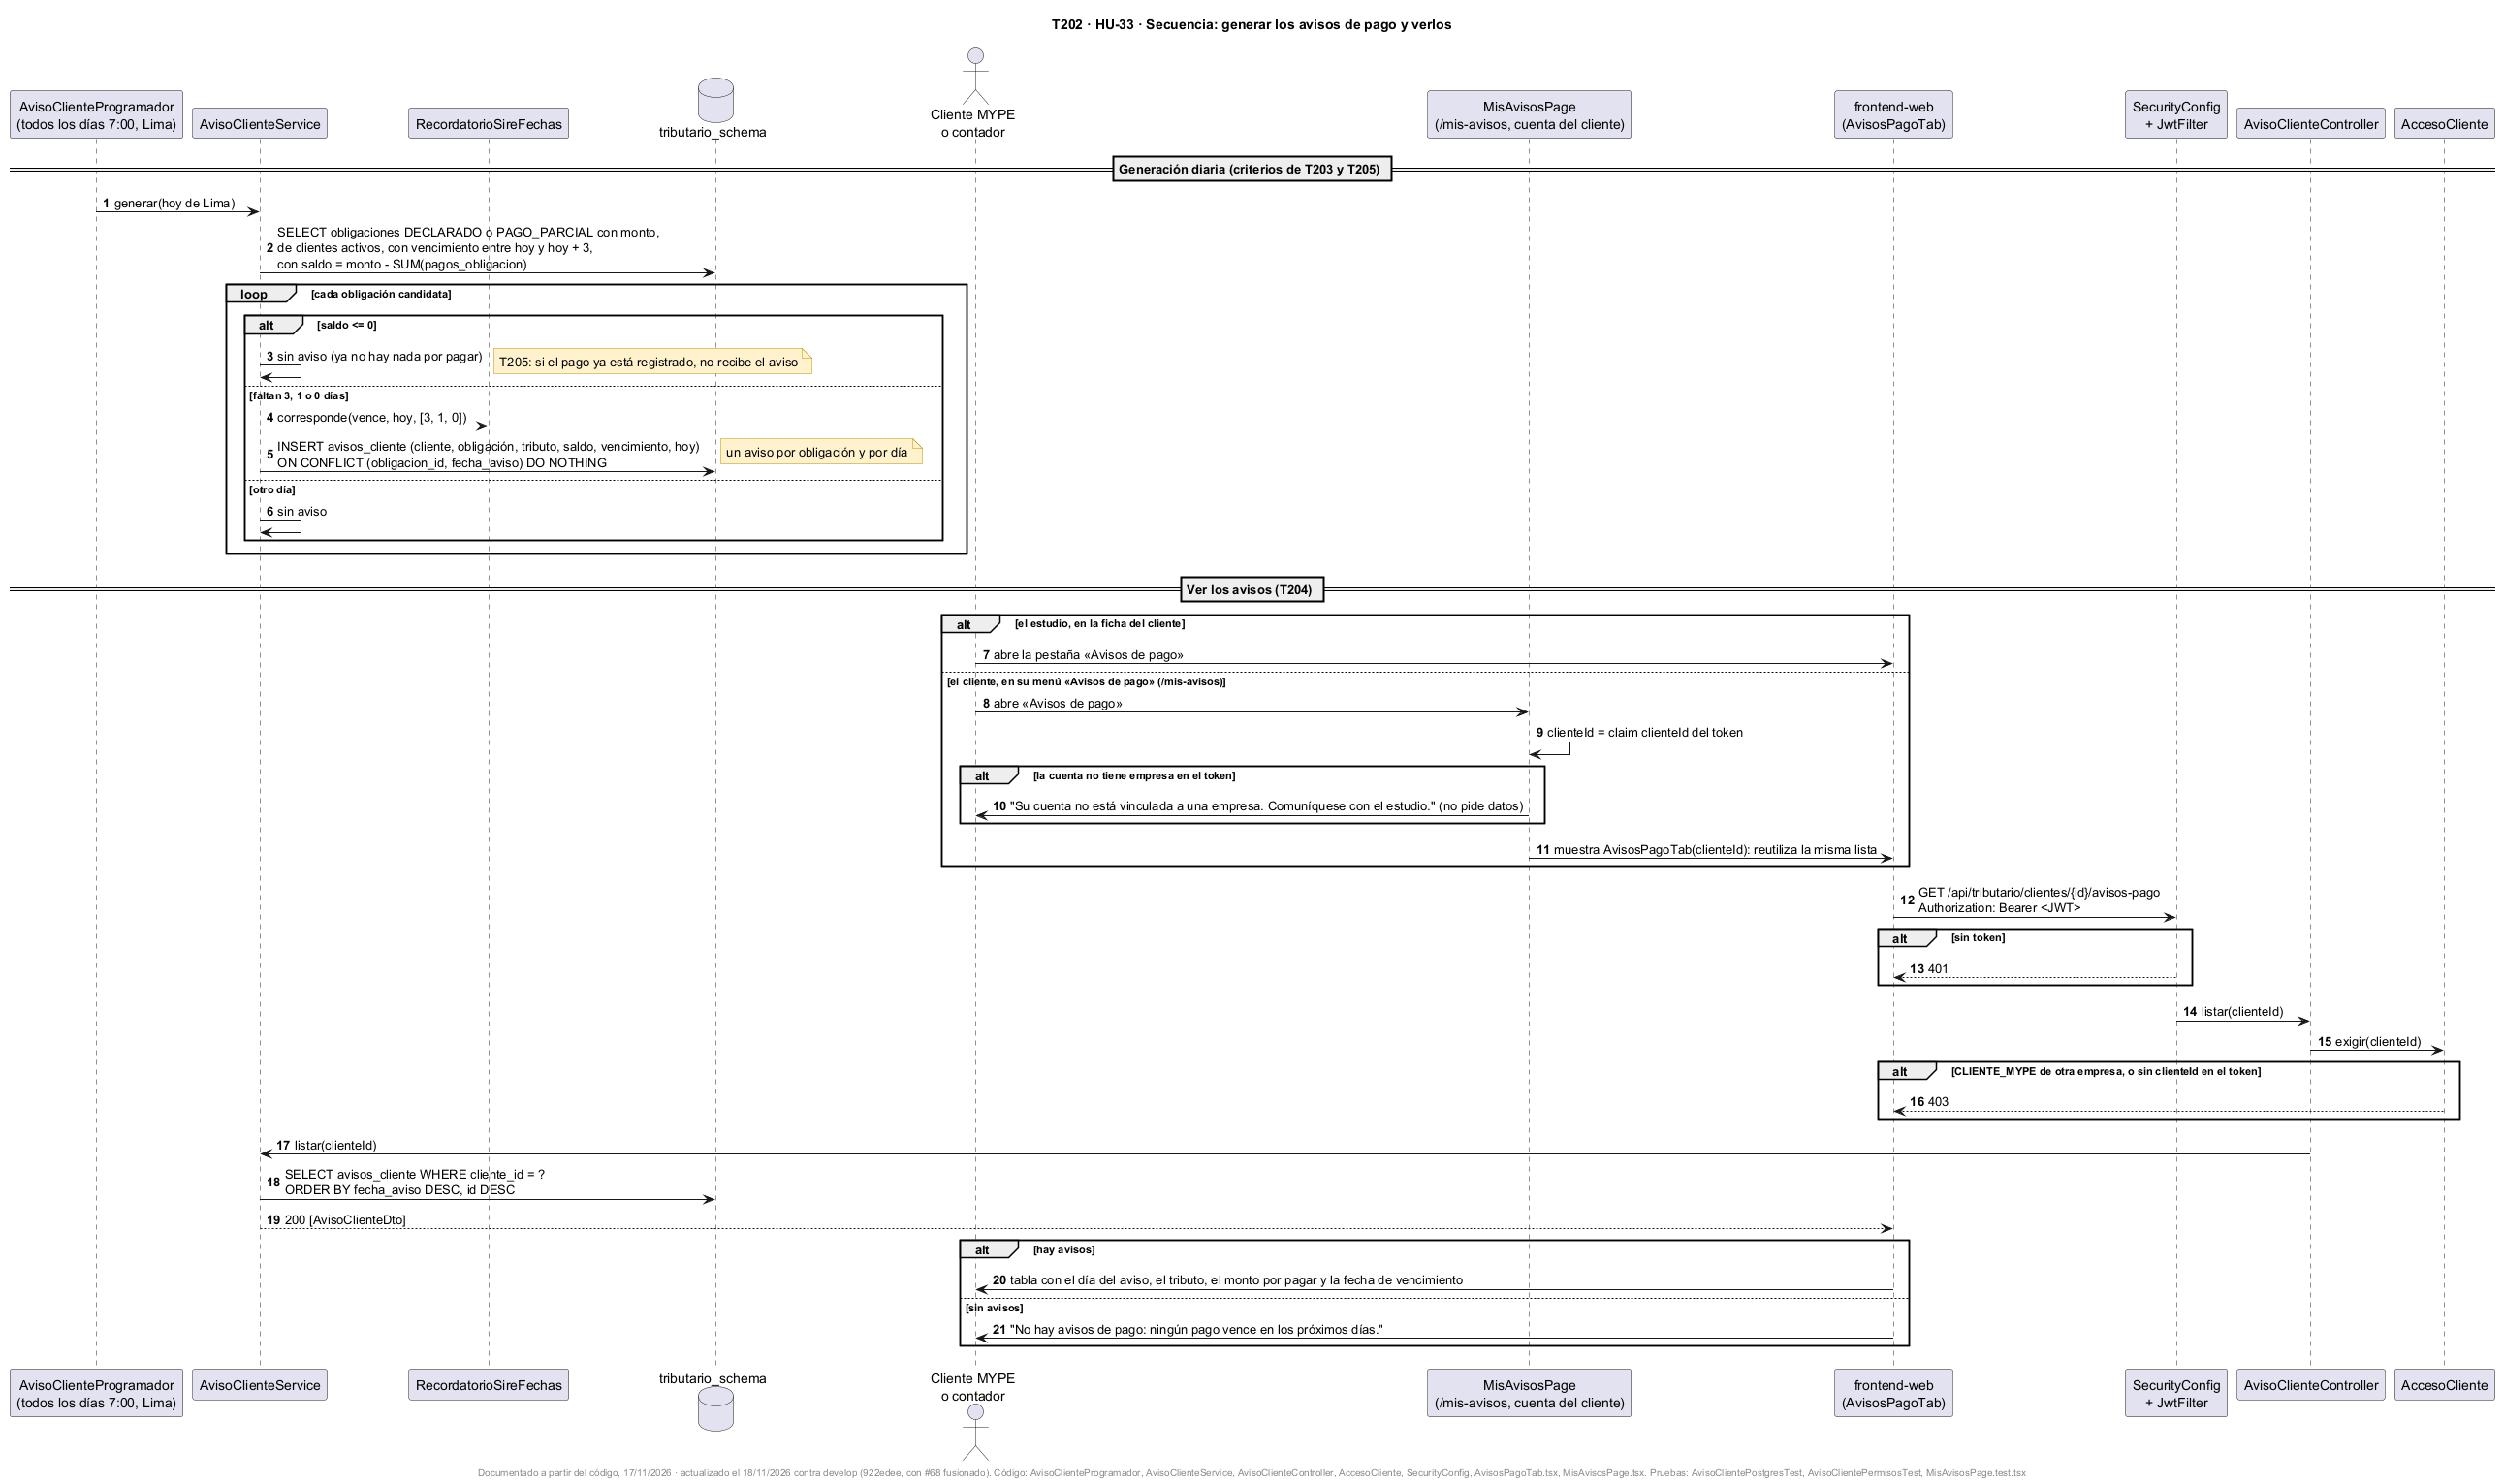 T202 · HU-33 · Secuencia: generar los avisos de pago y verlos
AvisoClienteProgramador
(todos los días 7:00, Lima)
AvisoClienteService
RecordatorioSireFechas
tributario_schema
Cliente MYPE
o contador
MisAvisosPage
(/mis-avisos, cuenta del cliente)
frontend-web
(AvisosPagoTab)
SecurityConfig
+ JwtFilter
AvisoClienteController
AccesoCliente
Generación diaria (criterios de T203 y T205)
1 generar(hoy de Lima)
SELECT obligaciones DECLARADO o PAGO_PARCIAL con monto,
2 de clientes activos, con vencimiento entre hoy y hoy + 3,
con saldo = monto - SUM(pagos_obligacion)
loop [cada obligación candidata]
alt [saldo <= 0]
3 sin aviso (ya no hay nada por pagar)
T205: si el pago ya está registrado, no recibe el aviso
[faltan 3, 1 o 0 días]
4 corresponde(vence, hoy, [3, 1, 0])
5 INSERT avisos_cliente (cliente, obligación, tributo, saldo, vencimiento, hoy)
ON CONFLICT (obligacion_id, fecha_aviso) DO NOTHING
un aviso por obligación y por día
[otro día]
6 sin aviso
Ver los avisos (T204)
alt [el estudio, en la ficha del cliente]
7 abre la pestaña «Avisos de pago»
[el cliente, en su menú «Avisos de pago» (/mis-avisos)]
8 abre «Avisos de pago»
9 clienteId = claim clienteId del token
alt [la cuenta no tiene empresa en el token]
10 "Su cuenta no está vinculada a una empresa. Comuníquese con el estudio." (no pide datos)
11 muestra AvisosPagoTab(clienteId): reutiliza la misma lista
12 GET /api/tributario/clientes/{id}/avisos-pago
Authorization: Bearer <JWT>
alt [sin token]
13 401
14 listar(clienteId)
15 exigir(clienteId)
alt [CLIENTE_MYPE de otra empresa, o sin clienteId en el token]
16 403
17 listar(clienteId)
18 SELECT avisos_cliente WHERE cliente_id = ?
ORDER BY fecha_aviso DESC, id DESC
19 200 [AvisoClienteDto]
alt [hay avisos]
20 tabla con el día del aviso, el tributo, el monto por pagar y la fecha de vencimiento
[sin avisos]
21 "No hay avisos de pago: ningún pago vence en los próximos días."
AvisoClienteProgramador
(todos los días 7:00, Lima)
AvisoClienteService
RecordatorioSireFechas
tributario_schema
Cliente MYPE
o contador
MisAvisosPage
(/mis-avisos, cuenta del cliente)
frontend-web
(AvisosPagoTab)
SecurityConfig
+ JwtFilter
AvisoClienteController
AccesoCliente
Documentado a partir del código, 17/11/2026 · actualizado el 18/11/2026 contra develop (922edee, con #68 fusionado). Código: AvisoClienteProgramador, AvisoClienteService, AvisoClienteController, AccesoCliente, SecurityConfig, AvisosPagoTab.tsx, MisAvisosPage.tsx. Pruebas: AvisoClientePostgresTest, AvisoClientePermisosTest, MisAvisosPage.test.tsx